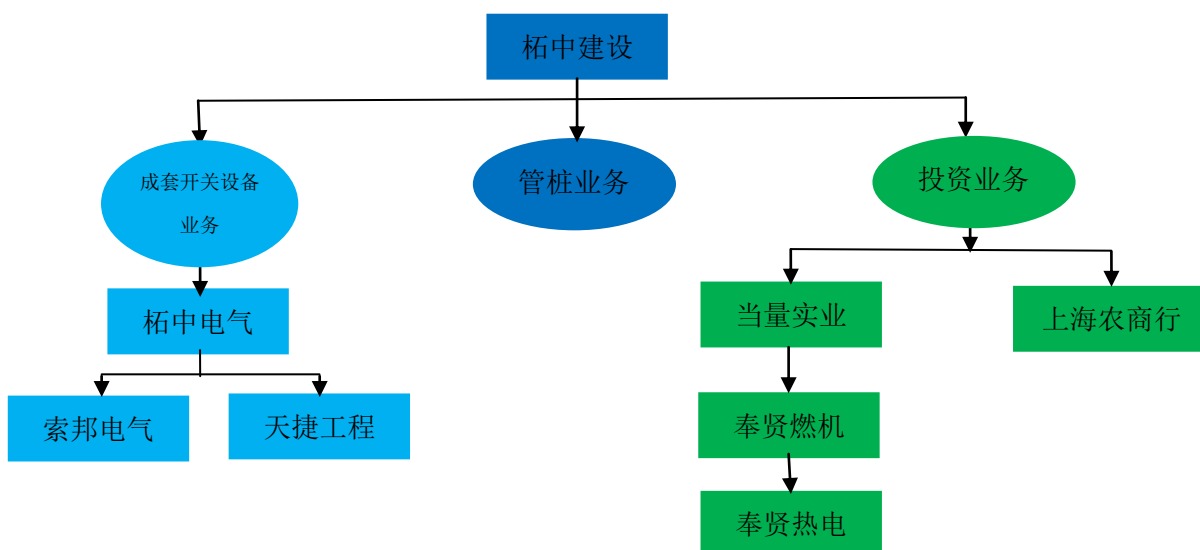 柘中建设
成套开关设备
业务
管桩业务
投资业务
柘中电气
当量实业
上海农商行
索邦电气
天捷工程
奉贤燃机
奉贤热电